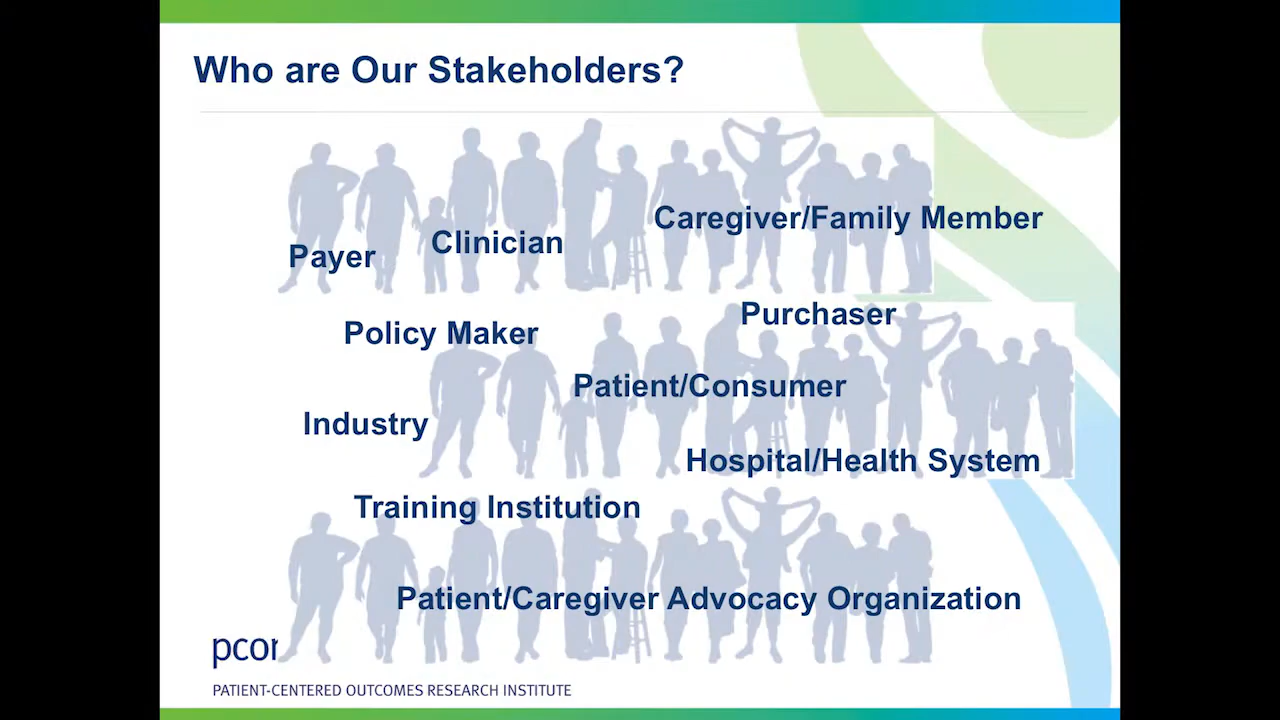 Who are Our Stakeholders?
Caregiver/Family Member
Clinician
Payer
Purchaser
Policy Maker
Patient/Consumer
Industry
Hospital/Health System
Training Institution
Patient/Caregiver Advocacy Organization
pcor
PATIENT-CENTERED OUTCOMES RESEARCH INSTITUTE